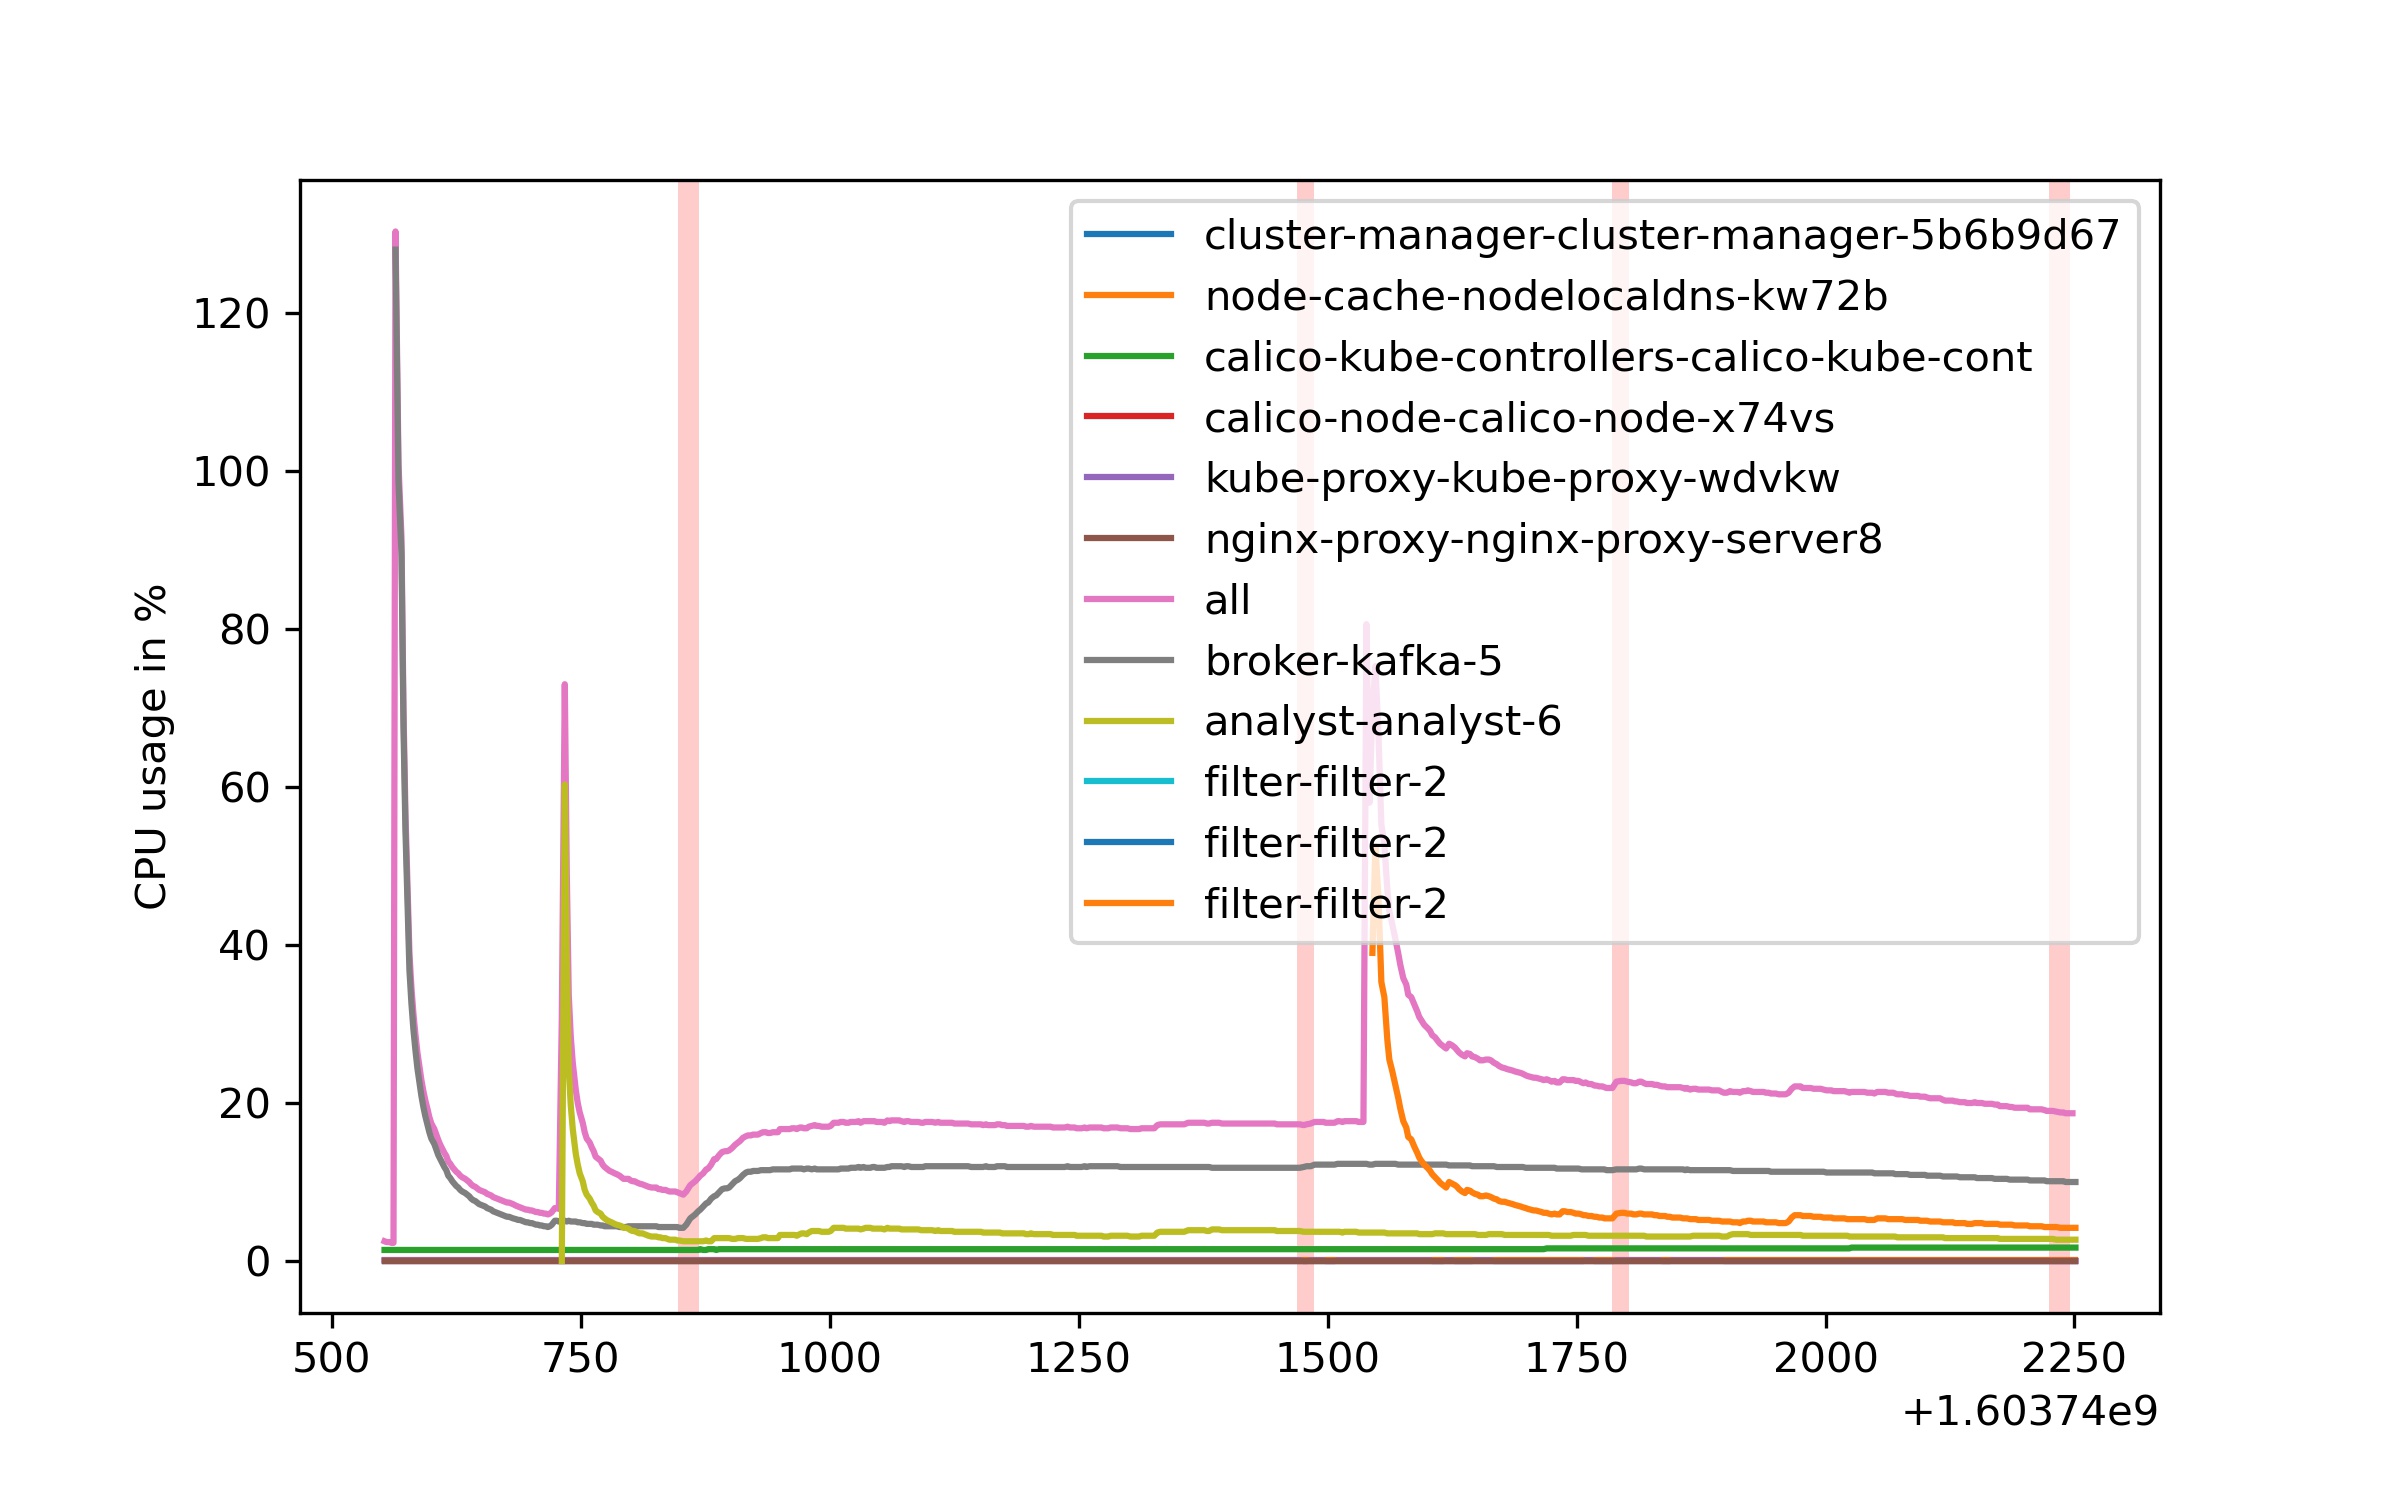 cluster-manager-cluster-manager-5b6b9d67
node-cache-nodelocaldns-kw72b
calico-kube-controllers-calico-kube-cont
calico-node-calico-node-x74vs
kube-proxy-kube-proxy-wdvkw
nginx-proxy-nginx-proxy-server8
all
broker-kafka-5
analyst-analyst-6
filter-filter-2
filter-filter-2
filter-filter-2
CPU usage in %
120
100
80
60
40
20
0
500 750 1000 1250 1500 1750 2000 2250
+1.60374e9